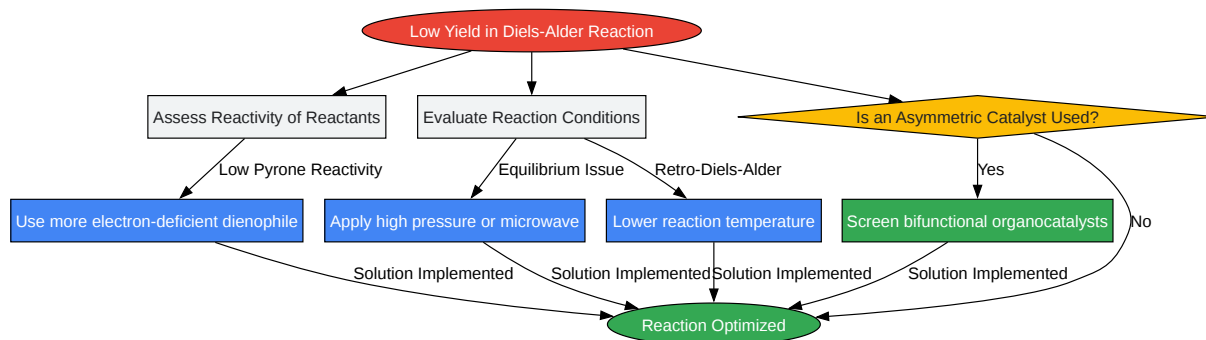 Low Yield in Diels-Alder Reaction
Assess Reactivity of Reactants
Evaluate Reaction Conditions
Is an Asymmetric Catalyst Used?
Low Pyrone Reactivity
Equilibrium Issue
Retro-Diels-Alder
Yes
Use more electron-deficient dienophile
Apply high pressure or microwave
Lower reaction temperature
Screen bifunctional organocatalysts
No
Solution Implemented
Solution Implemented
Solution Implemented
Solution Implemented
Reaction Optimized